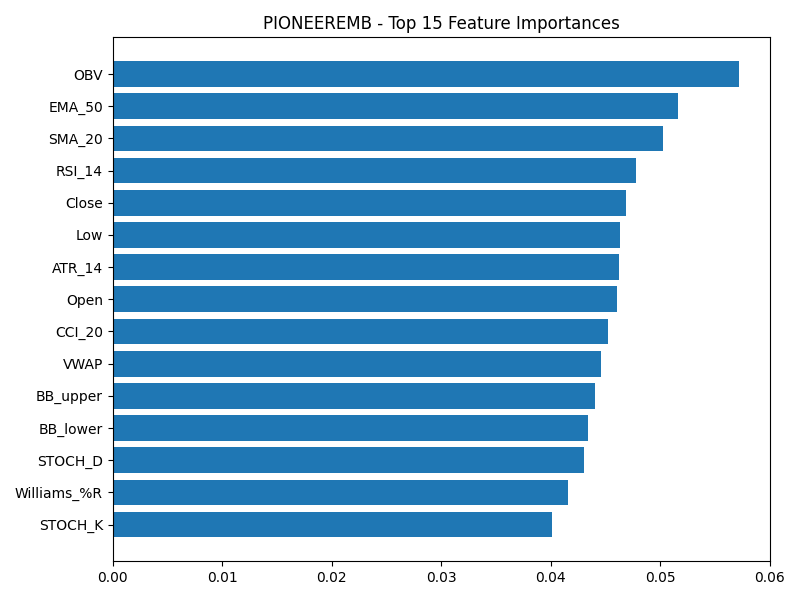 PIONEEREMB - Top 15 Feature Importances
OBV
EMA_50
SMA_20
RSI_14
Close
Low
ATR_14
Open
CCI_20
VWAP
BB_upper
BB_lower
STOCH_D
Williams_%R
STOCH_K
0.00 0.01 0.02 0.03 0.04 0.05 0.06